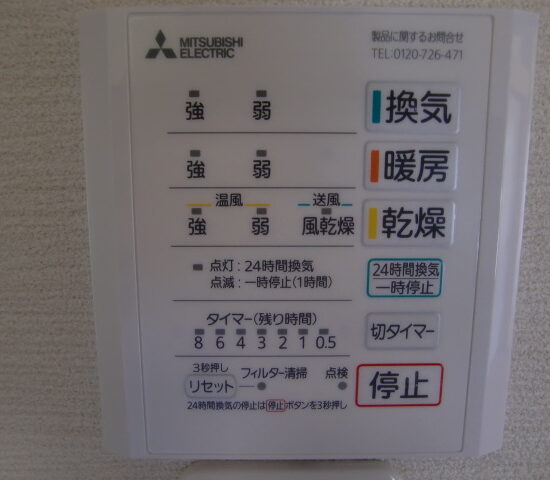 MITSUBISHI
ELECTRIC
製品に関するお問合せ
TEL:0120-726-471
強 弱 換気
強 弱 暖房
温風 送風
強 弱 風乾燥 乾燥
点灯:24時間換気
点滅:一時停止(1時間)
24時間換気
一時停止
タイマー(残り時間)
8 6 4 3 2 1 0.5
切タイマー
3秒押し
リセット フィルター清掃 点検
停止
24時間換気の停止は停止ボタンを3秒押し